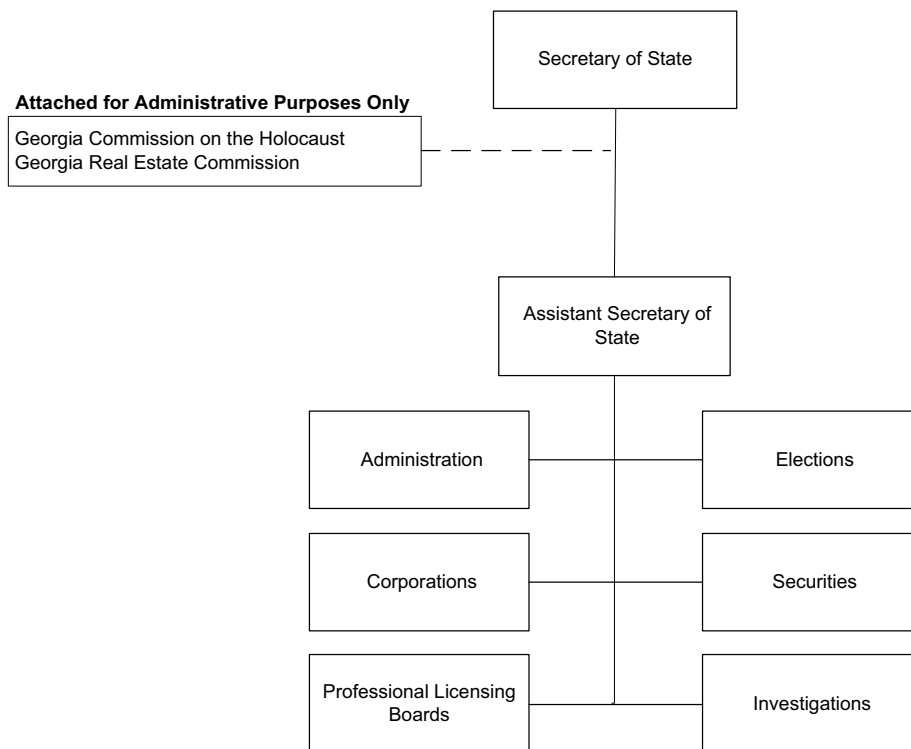 Secretary of State
Attached for Administrative Purposes Only
Georgia Commission on the Holocaust
Georgia Real Estate Commission
Assistant Secretary of
State
Administration
Elections
Corporations
Securities
Professional Licensing
Boards
Investigations